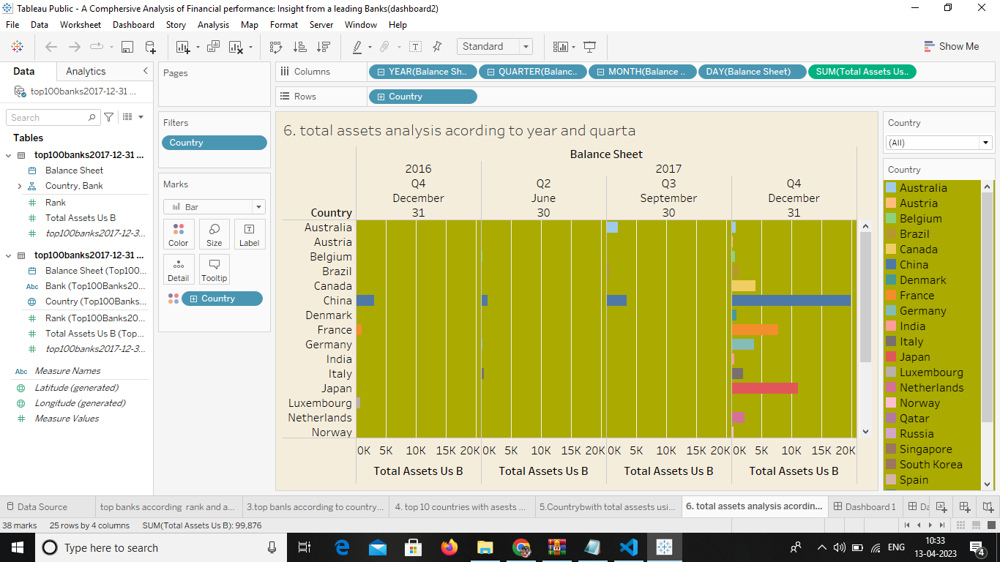 Tableau Public - A Comphersive Analysis of Financial performance: Insight from a leading Banks(dashboard2)
File Data Worksheet Dashboard Story Analysis Map Format Server Window Help
Standard
Show Me
Data Analytics
Pages
Columns
YEAR(Balance Sh.. QUARTER(Balanc.. MONTH(Balance .. DAY(Balance Sheet) SUM(Total Assets Us..
top100banks2017-12-31 ...
Rows
Country
Search
Filters
Country
Tables
top100banks2017-12-31 ...
Balance Sheet
Country, Bank
Rank
Total Assets Us B
top100banks2017-12-3...
top100banks2017-12-31 ...
Balance Sheet (Top100...
Abc Bank (Top100Banks20...
Country (Top100Banks...
Rank (Top100Banks20...
Total Assets Us B (Top...
top100banks2017-12-3...
Abc Measure Names
Latitude (generated)
Longitude (generated)
Measure Values
Marks
Bar
Color Size Label
Detail Tooltip
Country
6. total assets analysis acording to year and quarta
Balance Sheet
2016 2017
Q4 Q2 Q3 Q4
December June September December
Country 31 30 30 31
Australia
Austria
Belgium
Brazil
Canada
China
Denmark
France
Germany
India
Italy
Japan
Luxembourg
Netherlands
Norway
0K 5K 10K 15K 20K 0K 5K 10K 15K 20K 0K 5K 10K 15K 20K 0K 5K 10K 15K 20K
Total Assets Us B Total Assets Us B Total Assets Us B Total Assets Us B
Country
(All)
Country
Australia
Austria
Belgium
Brazil
Canada
China
Denmark
France
Germany
India
Italy
Japan
Luxembourg
Netherlands
Norway
Qatar
Russia
Singapore
South Korea
Spain
Data Source top banks according rank and a... 3.top banls according to country... 4. top 10 countries with asests ... 5.Countrybwith total assests usi... 6. total assets analysis acordin... Dashboard 1 Da
38 marks 25 rows by 4 columns SUM(Total Assets Us B): 99.876
Type here to search
ENG
10:33
13-04-2023
4